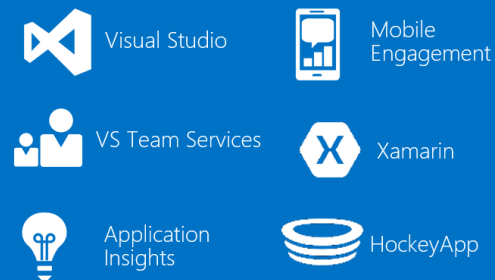 Visual Studio
Mobile
Engagement
VS Team Services
Xamarin
Application
Insights
HockeyApp